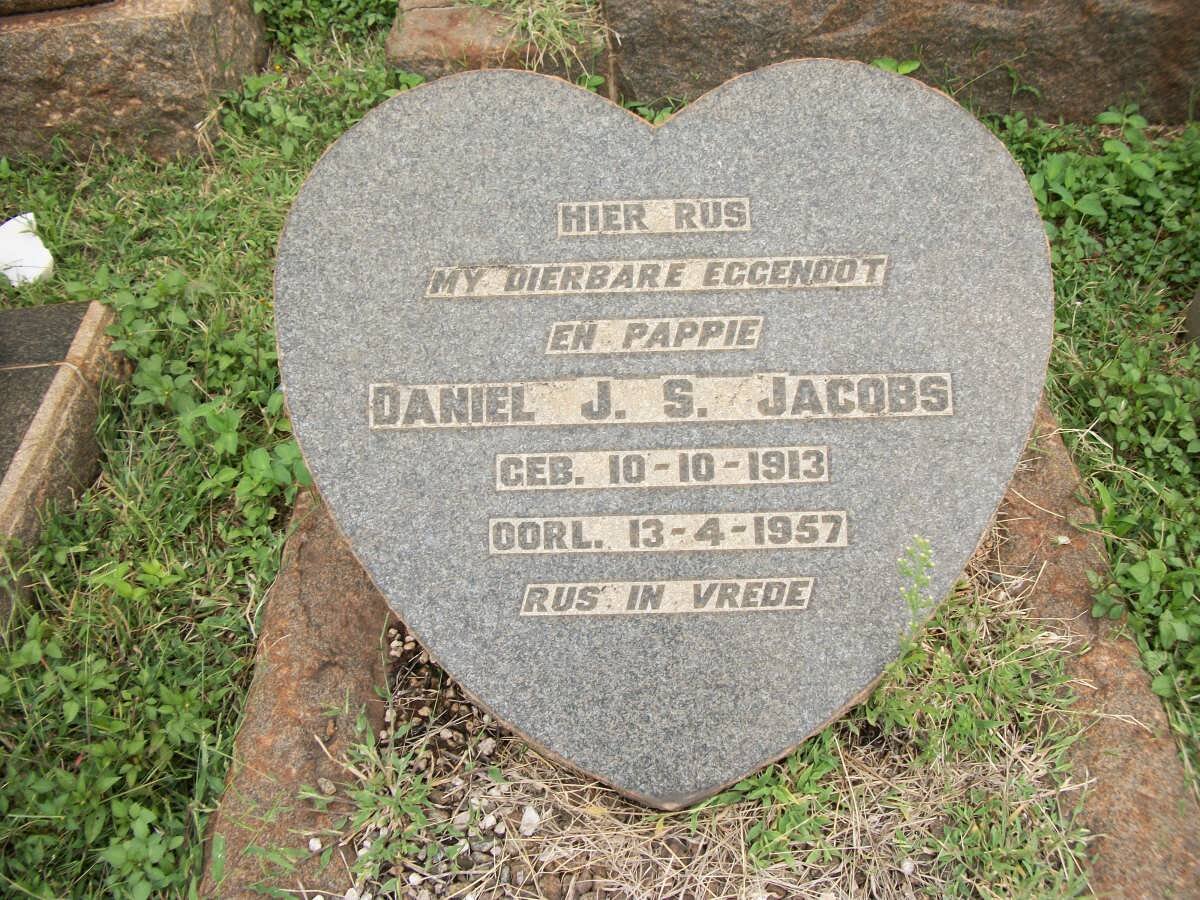 HIER RUS
MY DIERBARE EGGENOOT
EN PAPPIE
DANIEL J. S. JACOBS
GEB. 10-10-1913
OORL. 13-4-1957
RUS IN VREDE